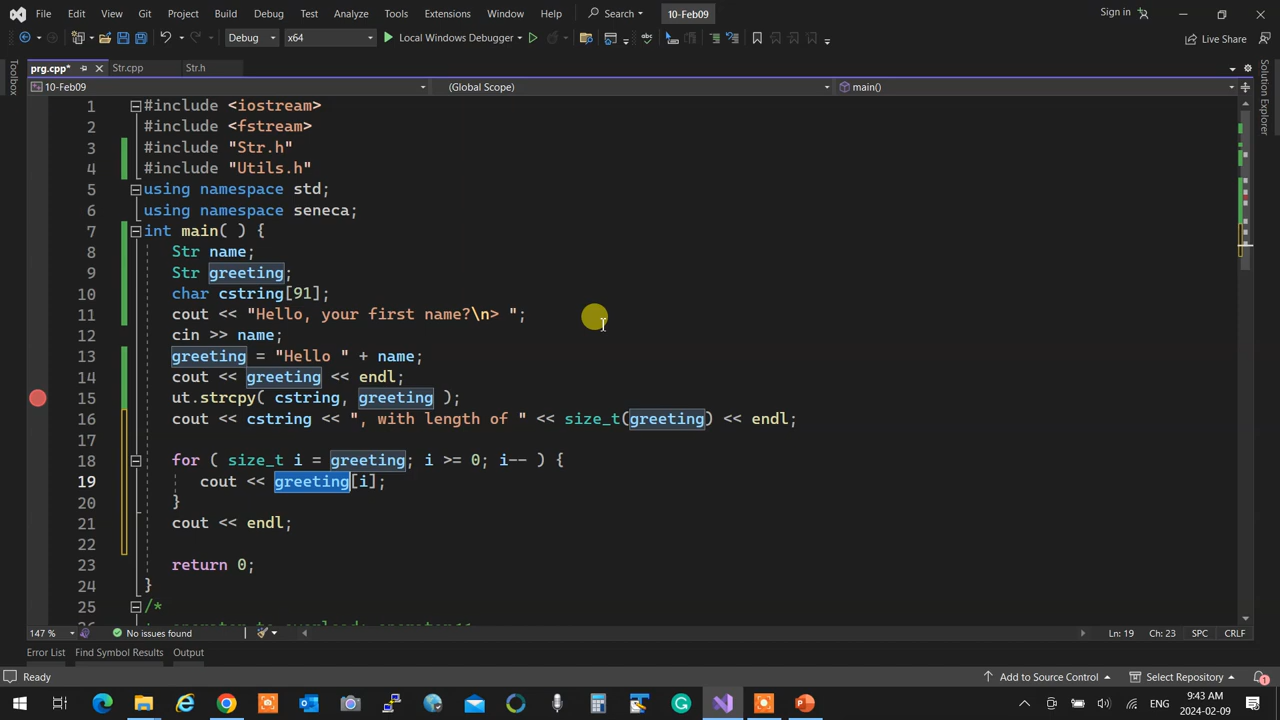 File Edit View Git Project Build Debug Test Analyze Tools Extensions Window Help Search 10-Feb09 Sign in
Debug x64 Local Windows Debugger Live Share
prg.cpp* Str.cpp Str.h
10-Feb09 (Global Scope) main()
Toolbox
Solution Explorer
1 #include <iostream>
2 #include <fstream>
3 #include "Str.h"
4 #include "Utils.h"
5 using namespace std;
6 using namespace seneca;
7 int main( ) {
8 Str name;
9 Str greeting;
10 char cstring[91];
11 cout << "Hello, your first name?\n> ";
12 cin >> name;
13 greeting = "Hello " + name;
14 cout << greeting << endl;
15 ut.strcpy( cstring, greeting );
16 cout << cstring << ", with length of " << size_t(greeting) << endl;
17
18 for ( size_t i = greeting; i >= 0; i-- ) {
19 cout << greeting[i];
20 }
21 cout << endl;
22
23 return 0;
24 }
25 /*
147 % No issues found Ln: 19 Ch: 23 SPC CRLF
Error List Find Symbol Results Output
Ready Add to Source Control Select Repository 1
ENG 9:43 AM
2024-02-09